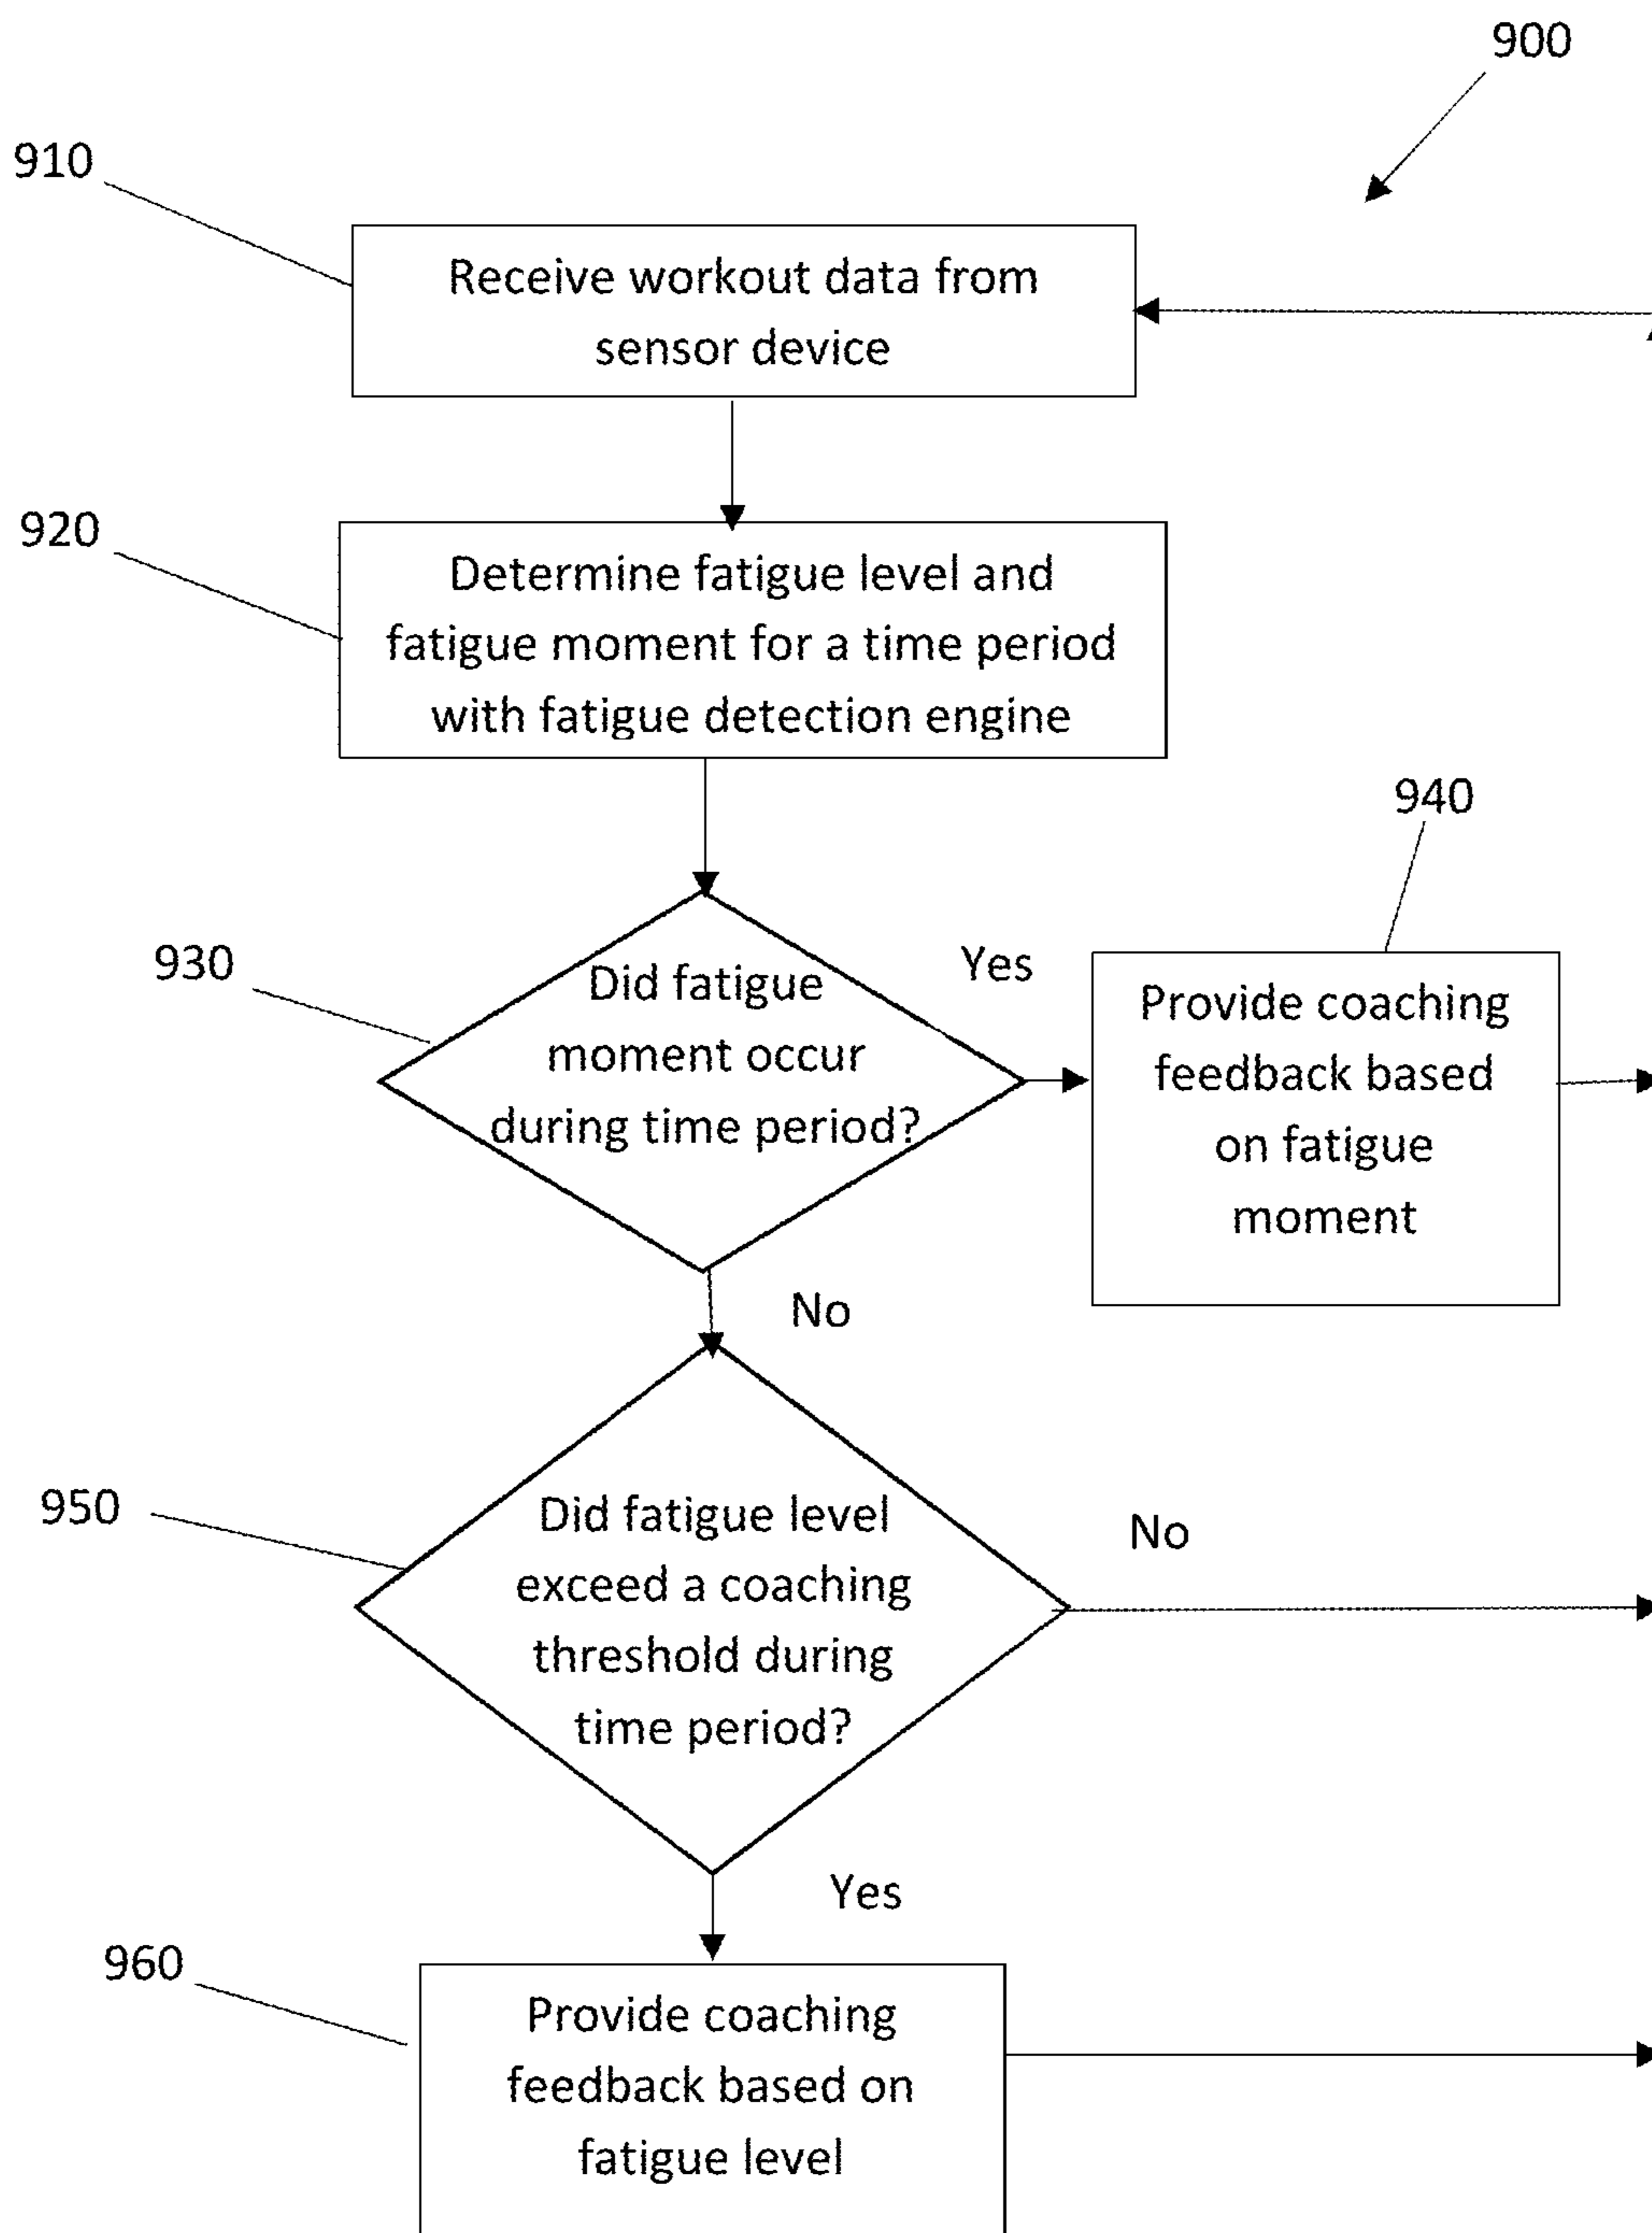 900
910
Receive workout data from
sensor device
920
Determine fatigue level and
fatigue moment for a time period
with fatigue detection engine
940
930
Did fatigue
moment occur
during time period?
Yes
Provide coaching
feedback based
on fatigue
moment
No
950
Did fatigue level
exceed a coaching
threshold during
time period?
No
Yes
960
Provide coaching
feedback based on
fatigue level